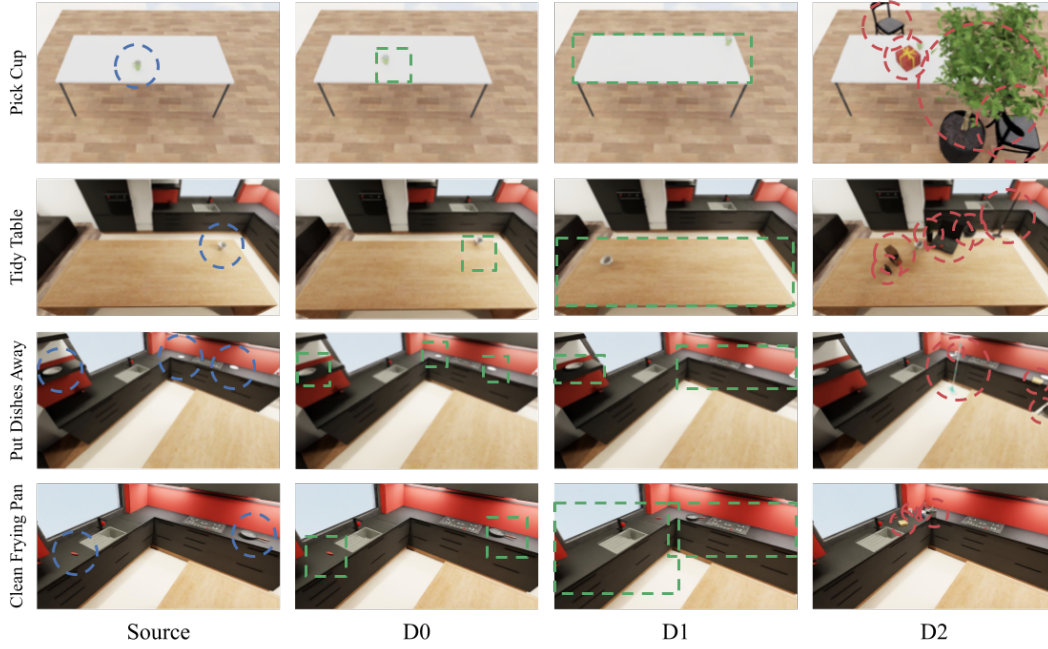 Pick Cup
Tidy Table
Put Dishes Away
Clean Frying Pan
Source
D0
D1
D2